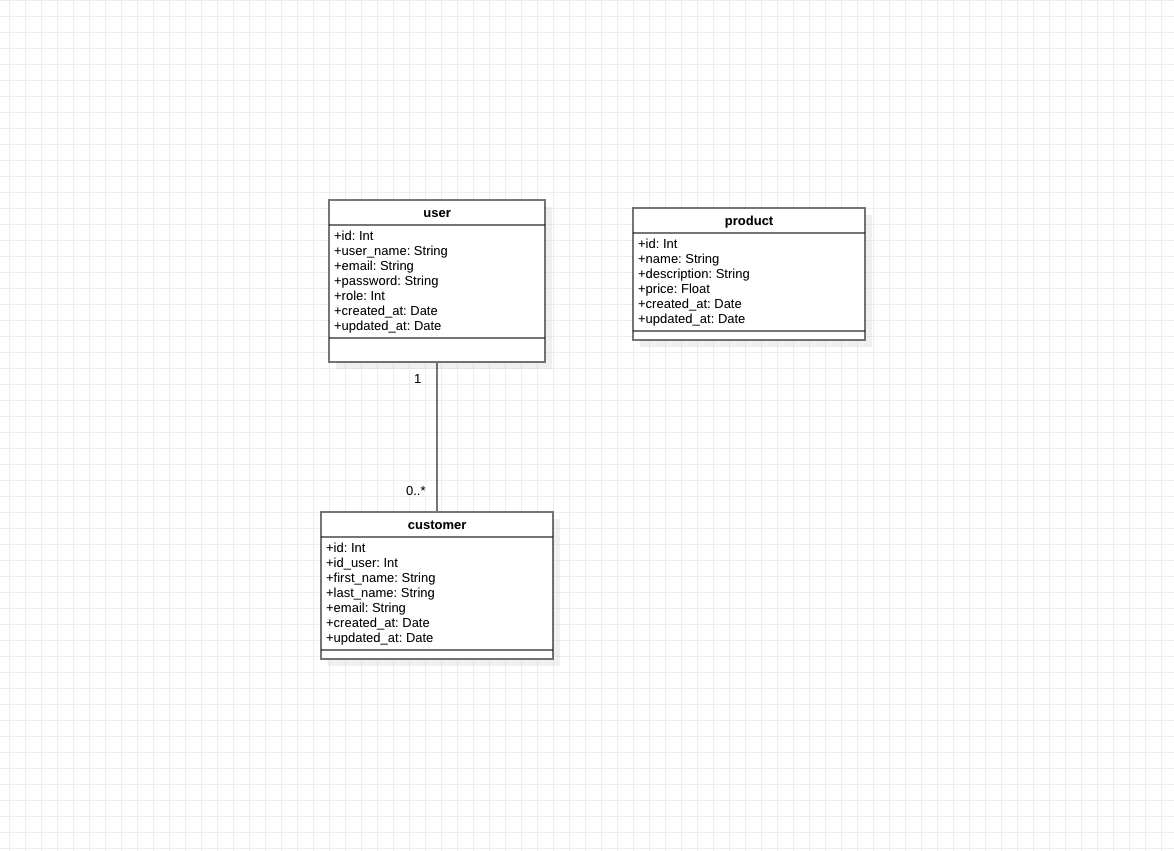 user
+id: Int
+user_name: String
+email: String
+password: String
+role: Int
+created_at: Date
+updated_at: Date
product
+id: Int
+name: String
+description: String
+price: Float
+created_at: Date
+updated_at: Date
1
0..*
customer
+id: Int
+id_user: Int
+first_name: String
+last_name: String
+email: String
+created_at: Date
+updated_at: Date